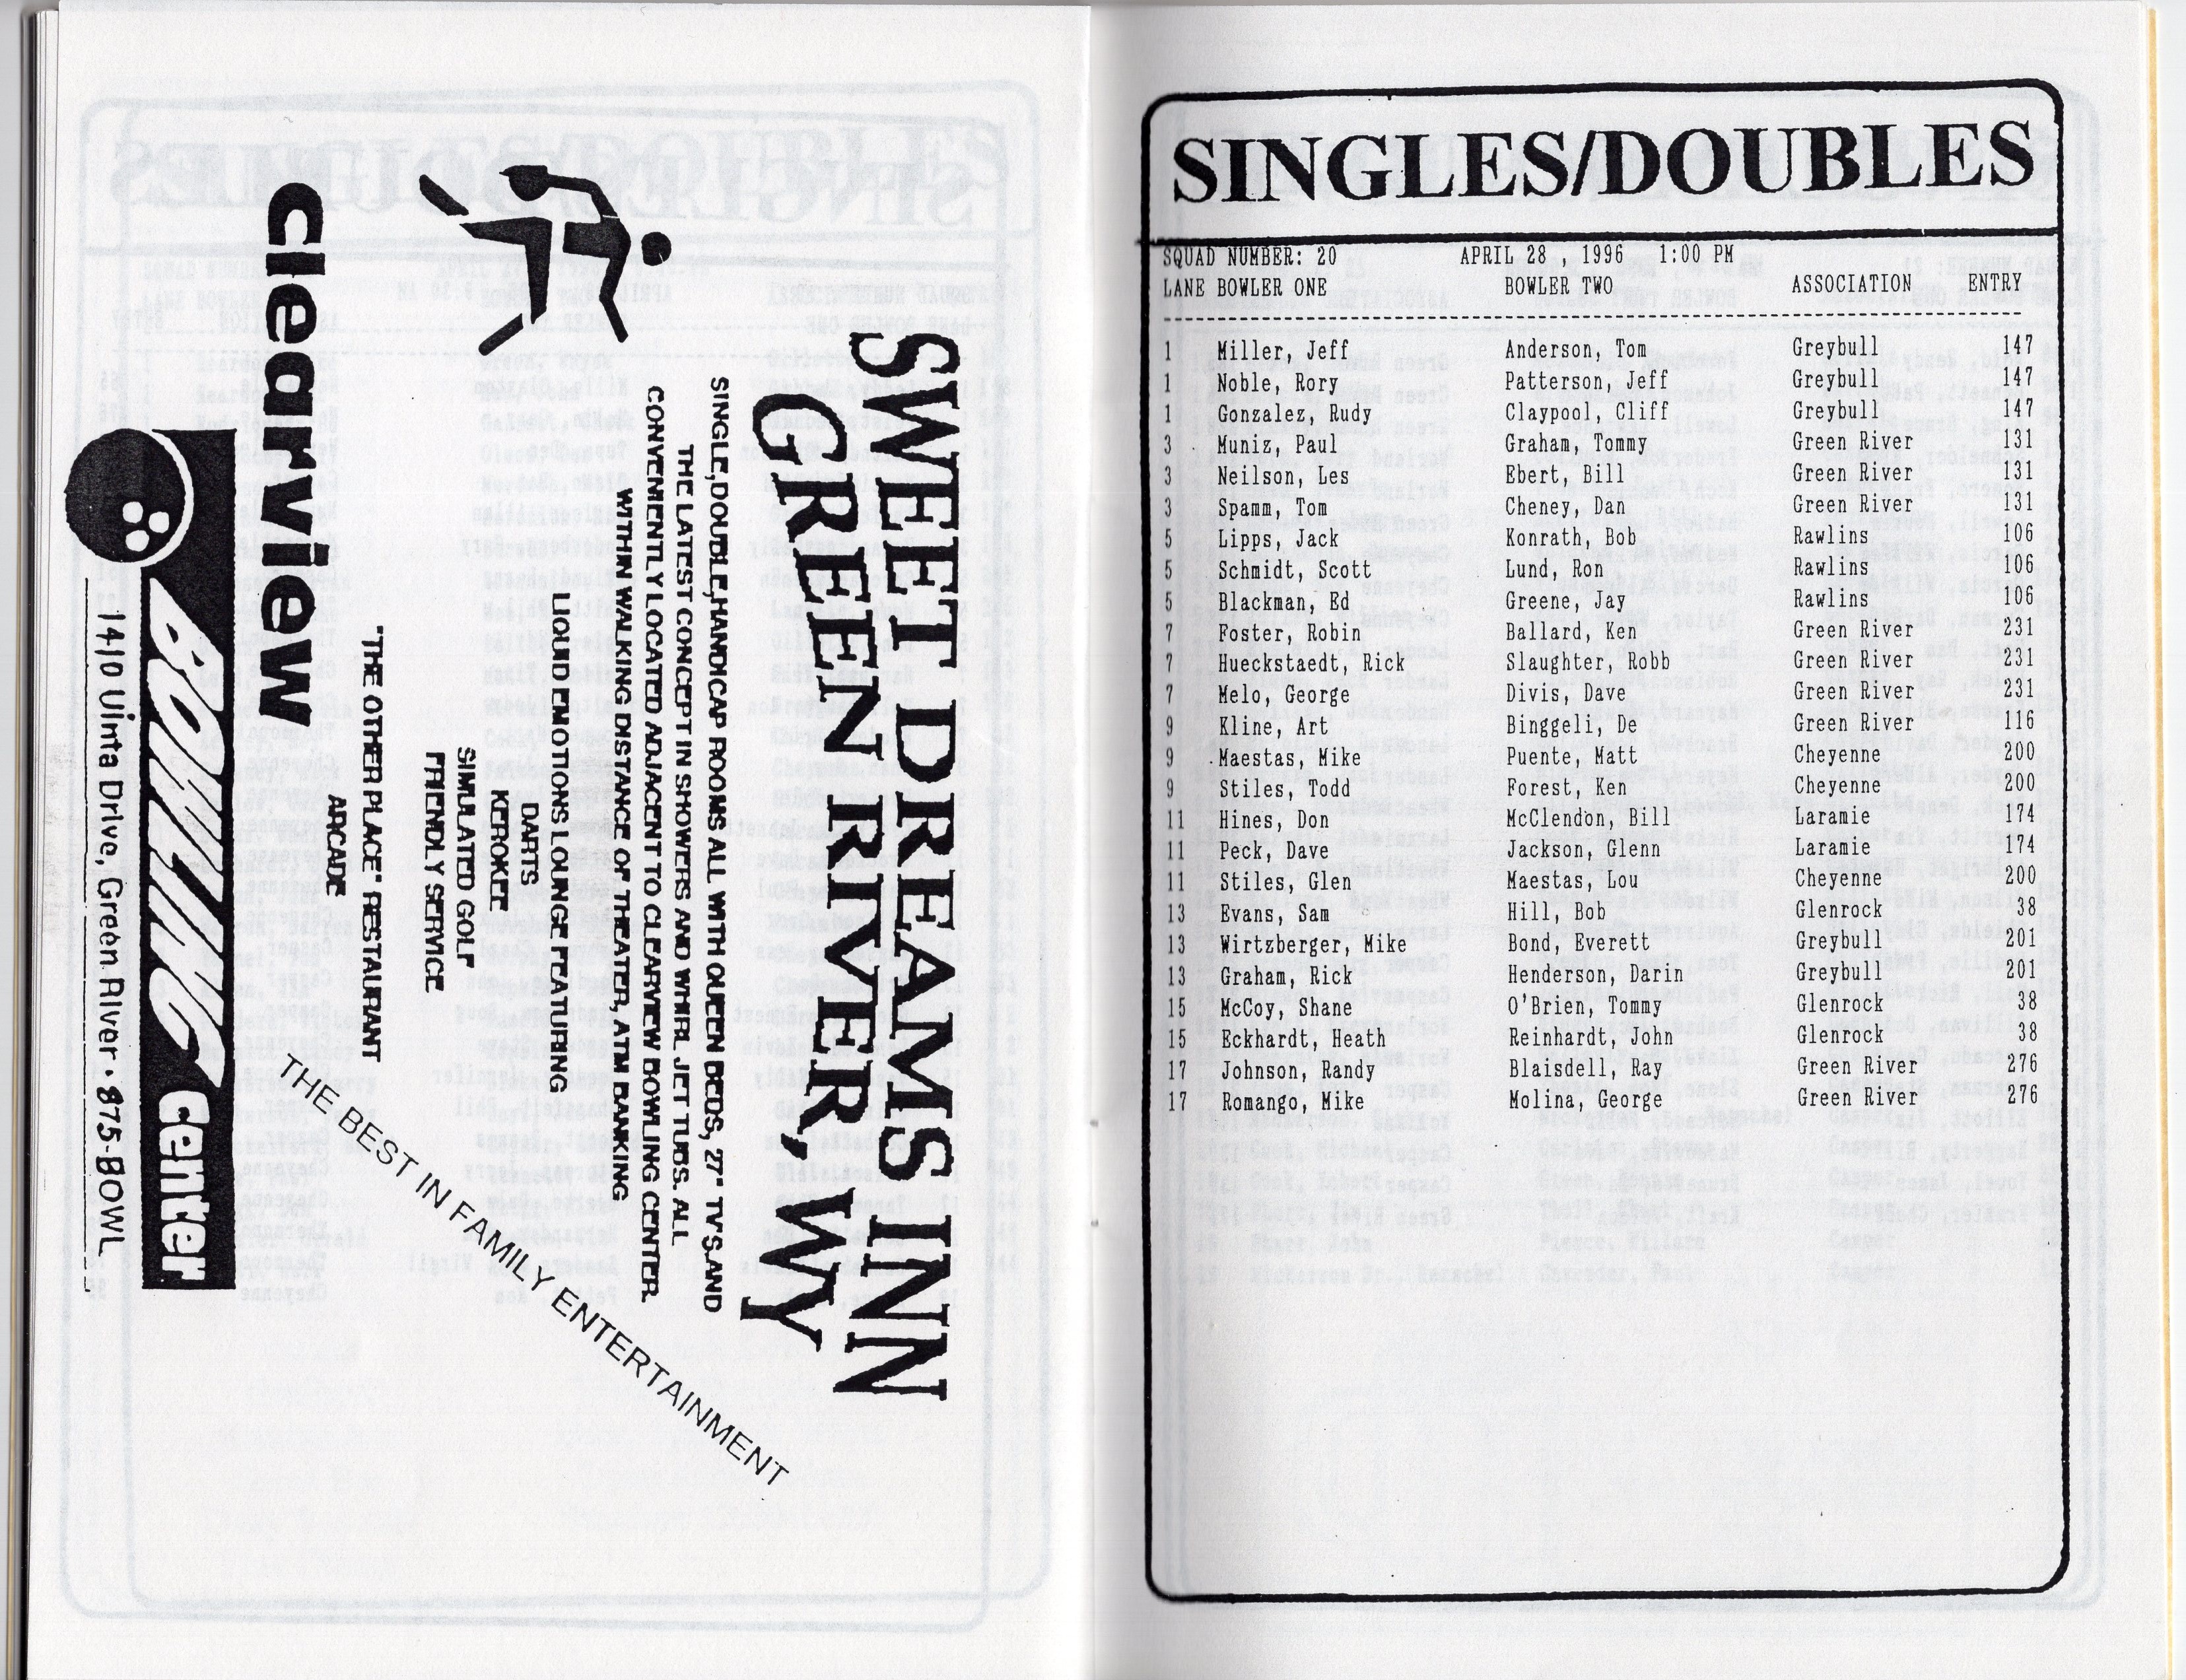 SWEET DREAMS INN
GREEN RIVER, WY
SINGLE, DOUBLE, HANDICAP ROOMS ALL WITH QUEEN BEDS, 27" TV'S AND
THE LATEST CONCEPT IN SHOWERS AND WHIRL JET TUBS. ALL
CONVENIENTLY LOCATED ADJACENT TO CLEARVIEW BOWLING CENTER.
WITHIN WALKING DISTANCE OF THEATER, ATM BANKING
LIQUID EMOTIONS LOUNGE FEATURING
DARTS
KEROKEE
SIMULATED GOLF
FRIENDLY SERVICE
"THE OTHER PLACE" RESTAURANT
ARCADE
THE BEST IN FAMILY ENTERTAINMENT
Clearview
BOWLING Center
1410 Uinta Drive, Green River • 875-BOWL
SINGLES/DOUBLES
SQUAD NUMBER: 20 APRIL 28 , 1996 1:00 PM
LANE BOWLER ONE BOWLER TWO ASSOCIATION ENTRY
1 Miller, Jeff Anderson, Tom Greybull 147
1 Noble, Rory Patterson, Jeff Greybull 147
1 Gonzalez, Rudy Claypool, Cliff Greybull 147
3 Muniz, Paul Graham, Tommy Green River 131
3 Neilson, Les Ebert, Bill Green River 131
3 Spamm, Tom Cheney, Dan Green River 131
5 Lipps, Jack Konrath, Bob Rawlins 106
5 Schmidt, Scott Lund, Ron Rawlins 106
5 Blackman, Ed Greene, Jay Rawlins 106
7 Foster, Robin Ballard, Ken Green River 231
7 Hueckstaedt, Rick Slaughter, Robb Green River 231
7 Melo, George Divis, Dave Green River 231
9 Kline, Art Binggeli, De Green River 116
9 Maestas, Mike Puente, Matt Cheyenne 200
9 Stiles, Todd Forest, Ken Cheyenne 200
11 Hines, Don McClendon, Bill Laramie 174
11 Peck, Dave Jackson, Glenn Laramie 174
11 Stiles, Glen Maestas, Lou Cheyenne 200
13 Evans, Sam Hill, Bob Glenrock 38
13 Wirtzberger, Mike Bond, Everett Greybull 201
13 Graham, Rick Henderson, Darin Greybull 201
15 McCoy, Shane O'Brien, Tommy Glenrock 38
15 Eckhardt, Heath Reinhardt, John Glenrock 38
17 Johnson, Randy Blaisdell, Ray Green River 276
17 Romango, Mike Molina, George Green River 276